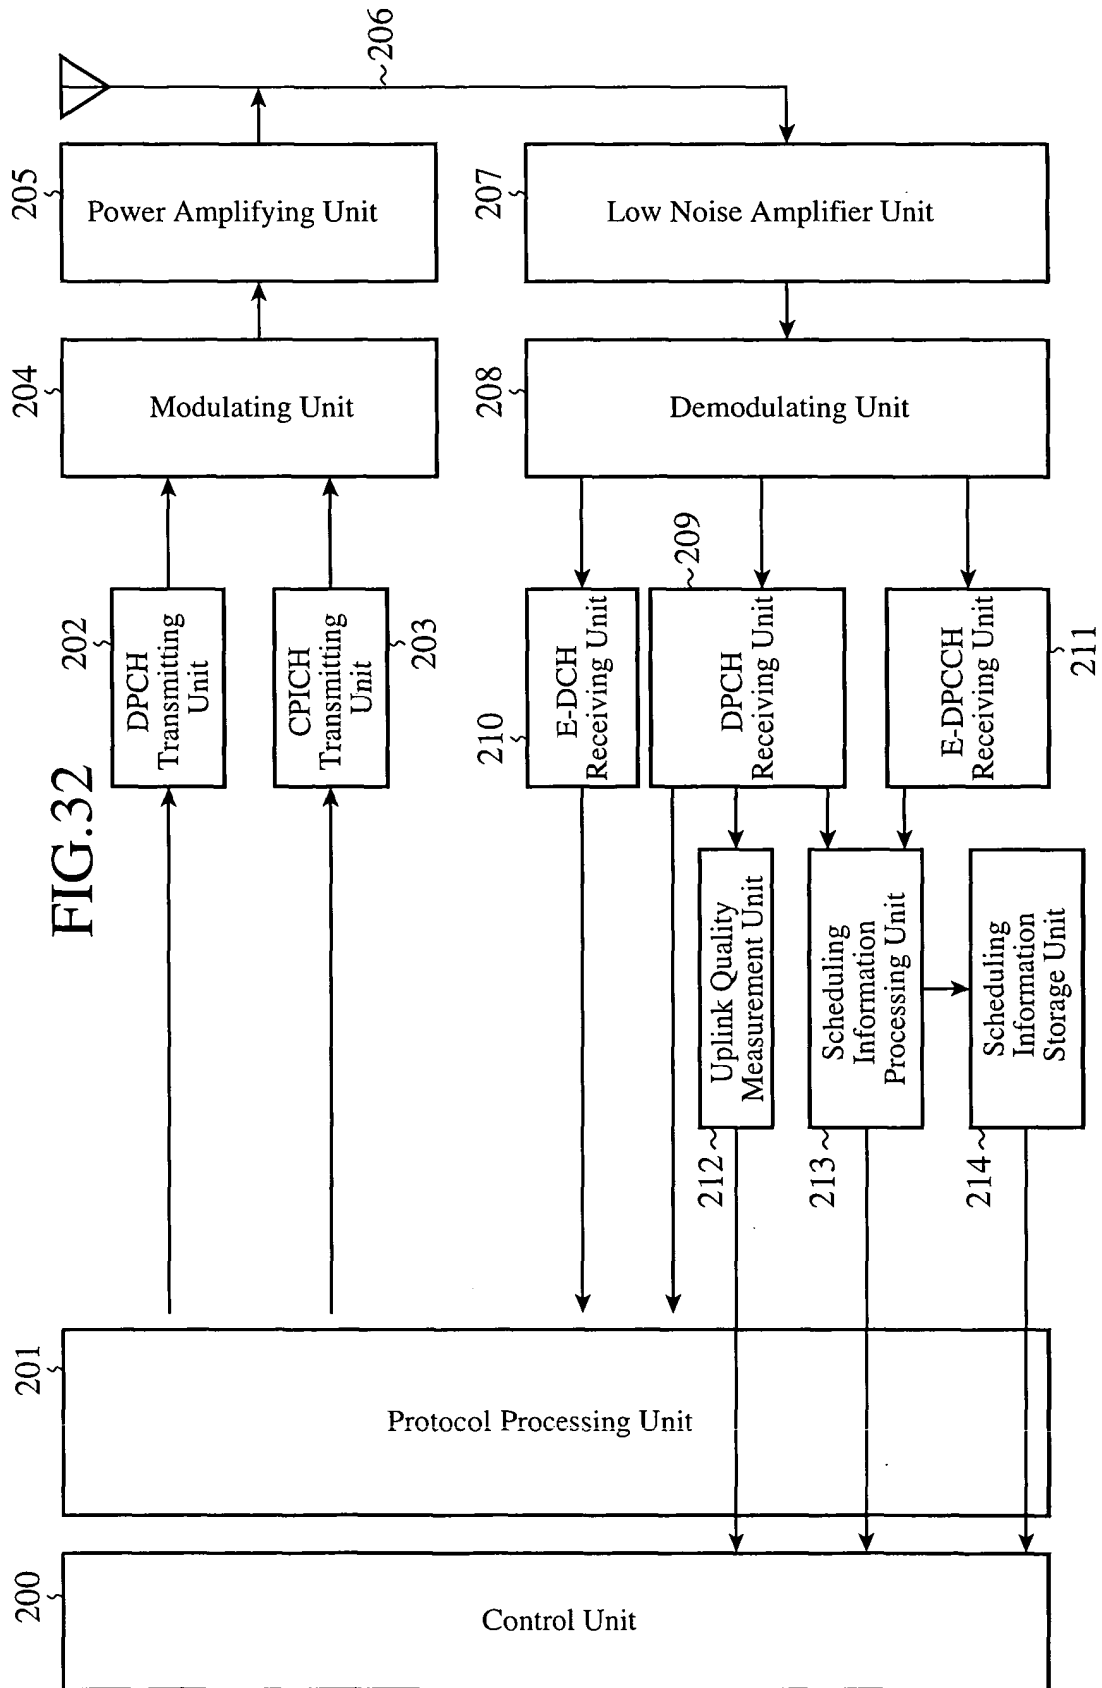 FIG.32
206
205
Power Amplifying Unit
207
Low Noise Amplifier Unit
204
Modulating Unit
208
Demodulating Unit
202
DPCH
Transmitting
Unit
CPICH
Transmitting
Unit
203
210
E-DCH
Receiving Unit
209
DPCH
Receiving Unit
E-DPCCH
Receiving Unit
211
Uplink Quality
Measurement Unit
212
Scheduling
Information
Processing Unit
213
Scheduling
Information
Storage Unit
214
201
Protocol Processing Unit
200
Control Unit